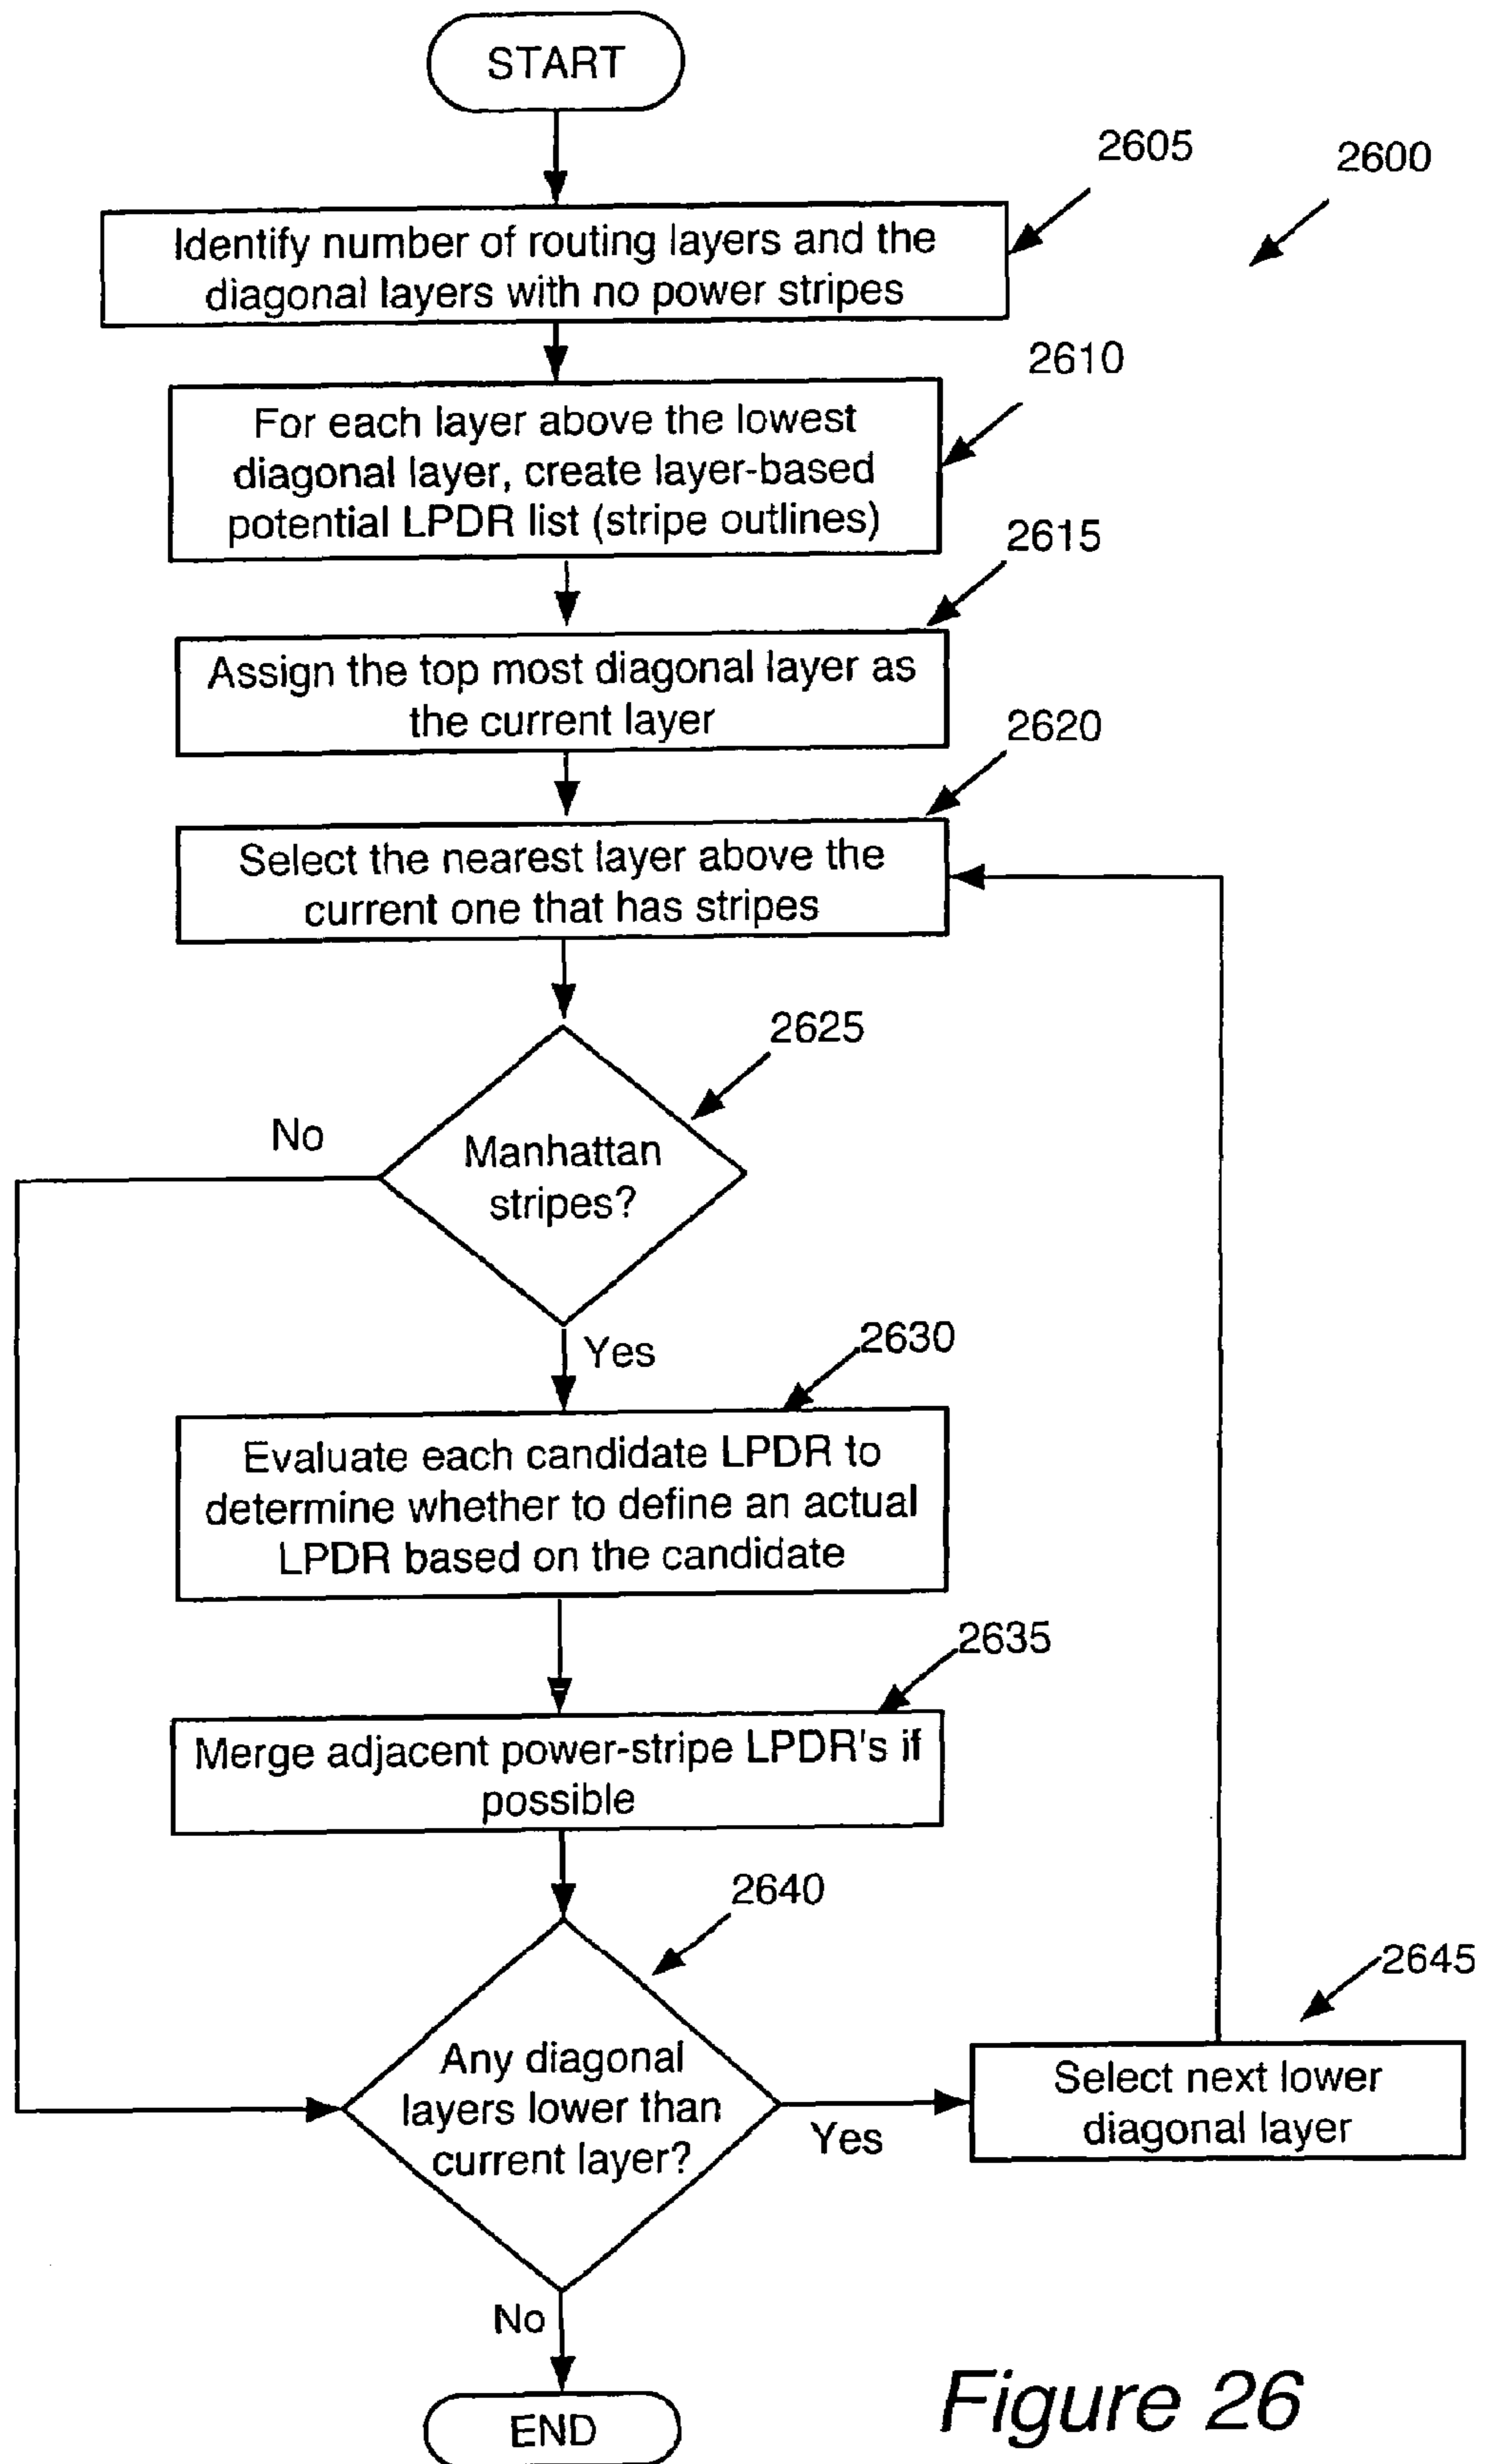 START
2605
2600
Identify number of routing layers and the
diagonal layers with no power stripes
2610
For each layer above the lowest
diagonal layer, create layer-based
potential LPDR list (stripe outlines)
2615
Assign the top most diagonal layer as
the current layer
2620
Select the nearest layer above the
current one that has stripes
2625
No
Manhattan
stripes?
Yes
2630
Evaluate each candidate LPDR to
determine whether to define an actual
LPDR based on the candidate
2635
Merge adjacent power-stripe LPDR's if
possible
2640
2645
Any diagonal
layers lower than
current layer?
Yes
Select next lower
diagonal layer
No
END
Figure 26